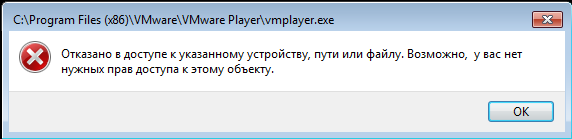 C:\Program Files (x86)\VMware\VMware Player\vmplayer.exe
Отказано в доступе к указанному устройству, пути или файлу. Возможно, у вас нет
нужных прав доступа к этому объекту.
OK